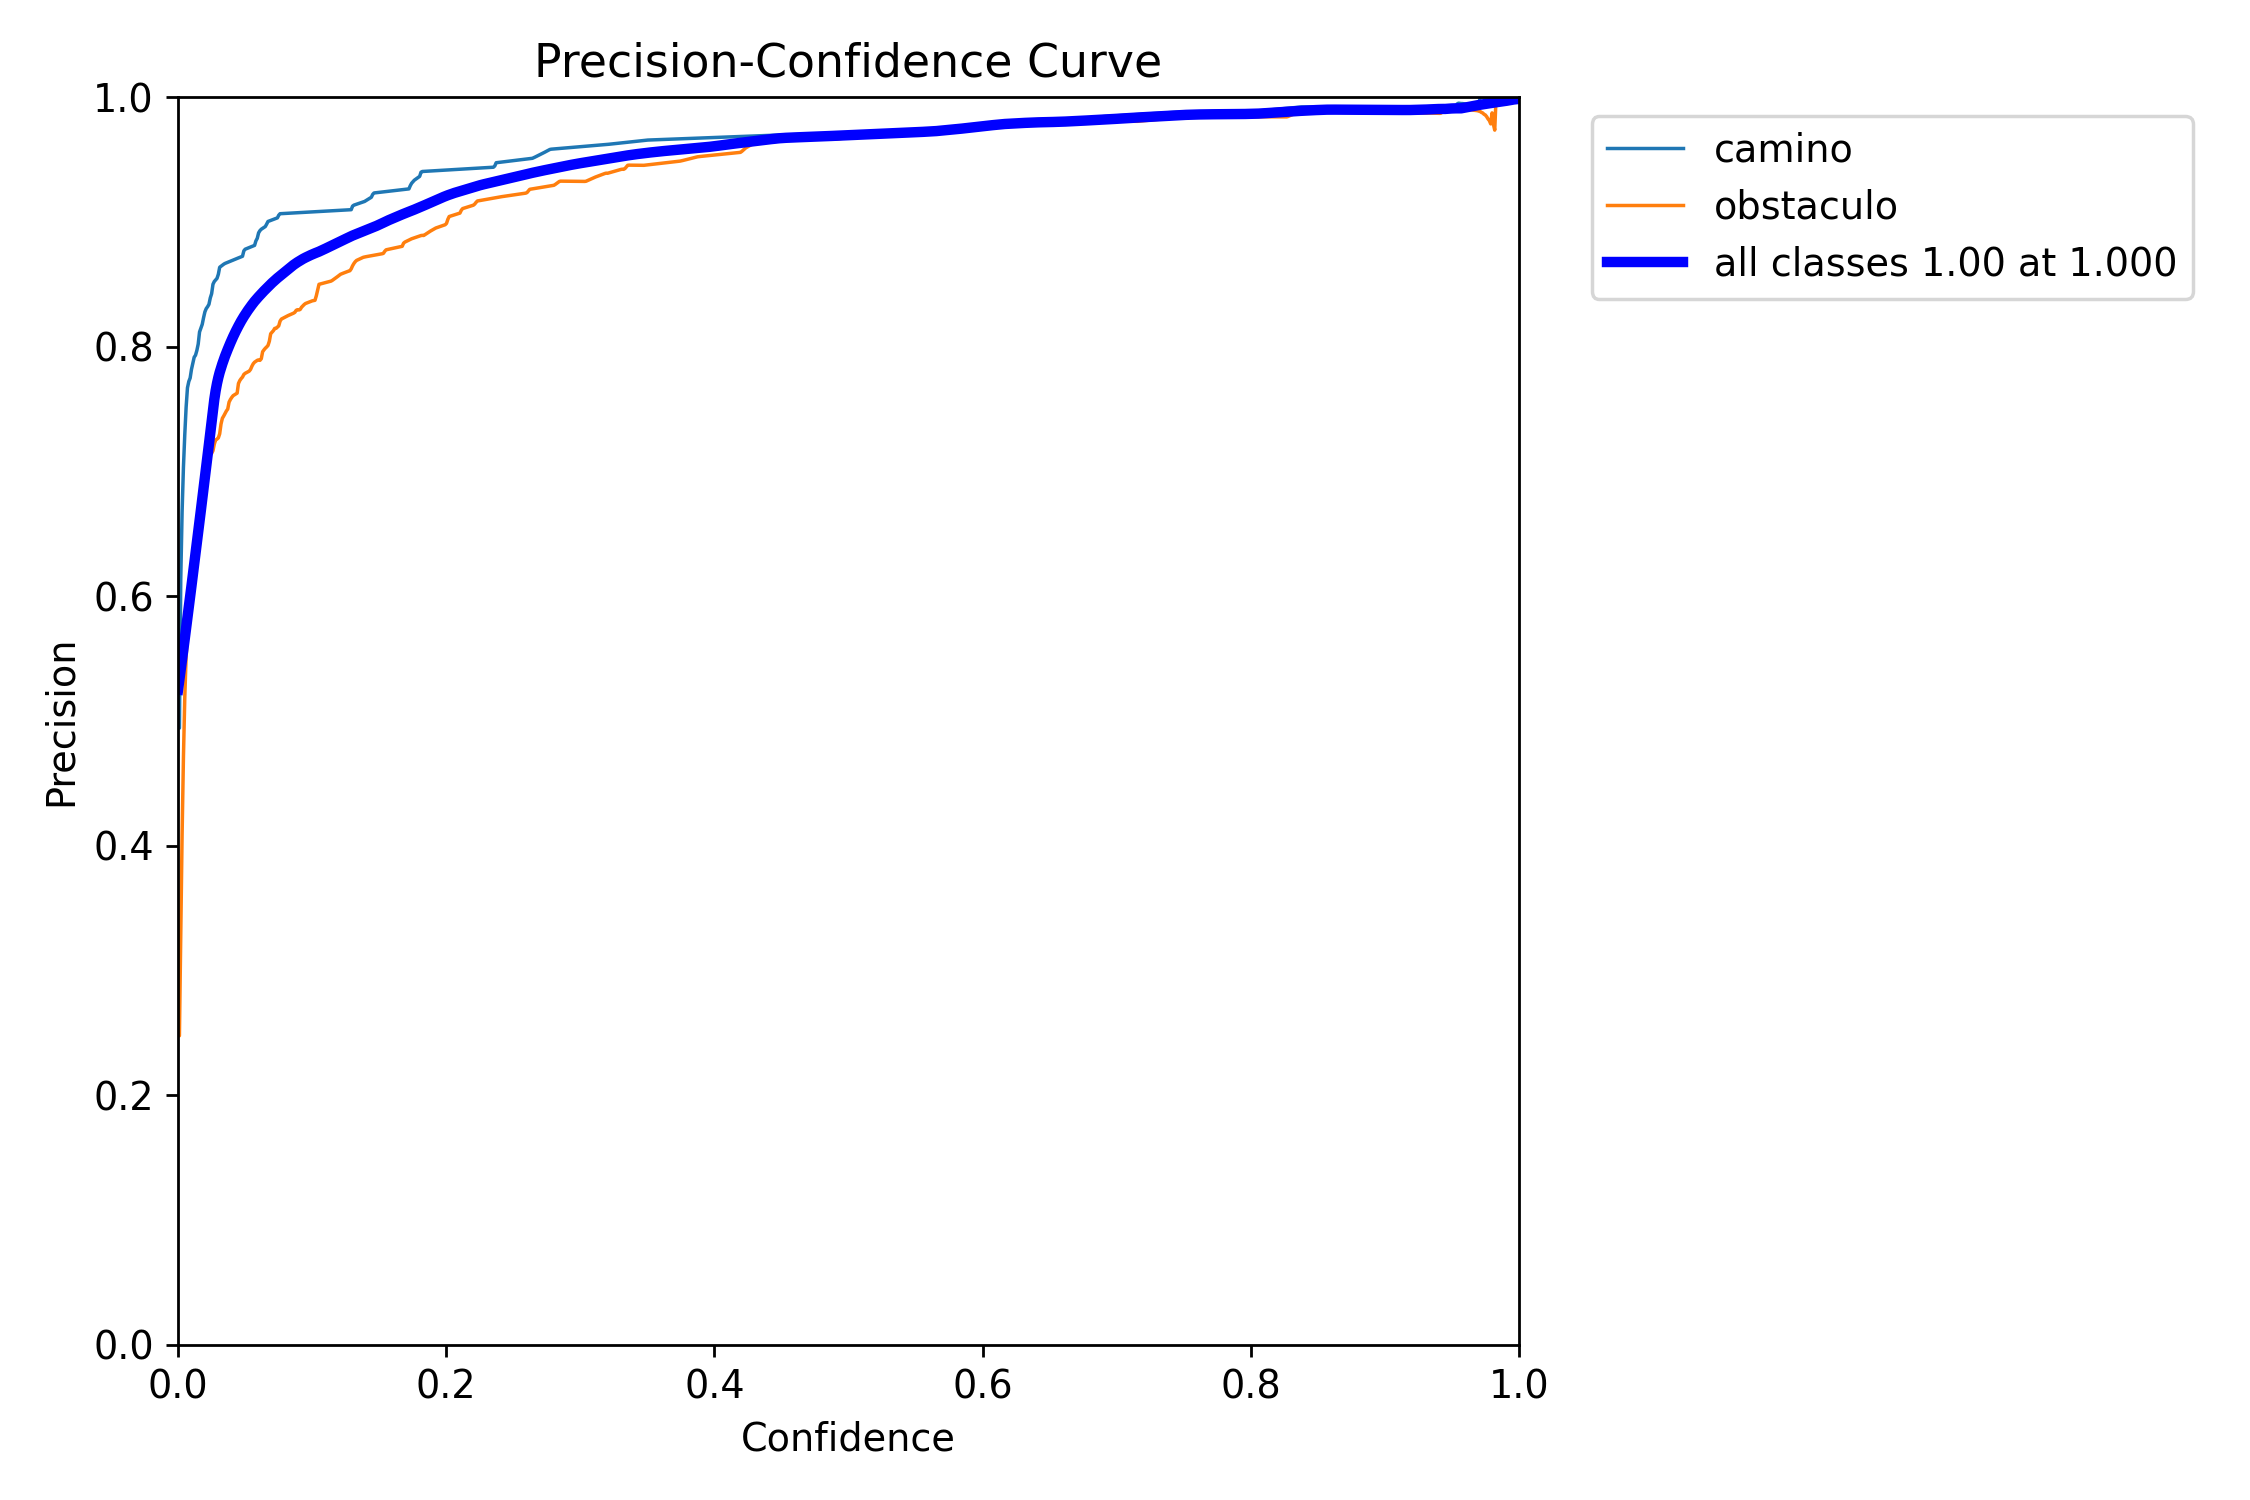 Precision-Confidence Curve
1.0
0.8
0.6
0.4
0.2
0.0
Precision
0.0 0.2 0.4 0.6 0.8 1.0
Confidence
camino
obstaculo
all classes 1.00 at 1.000